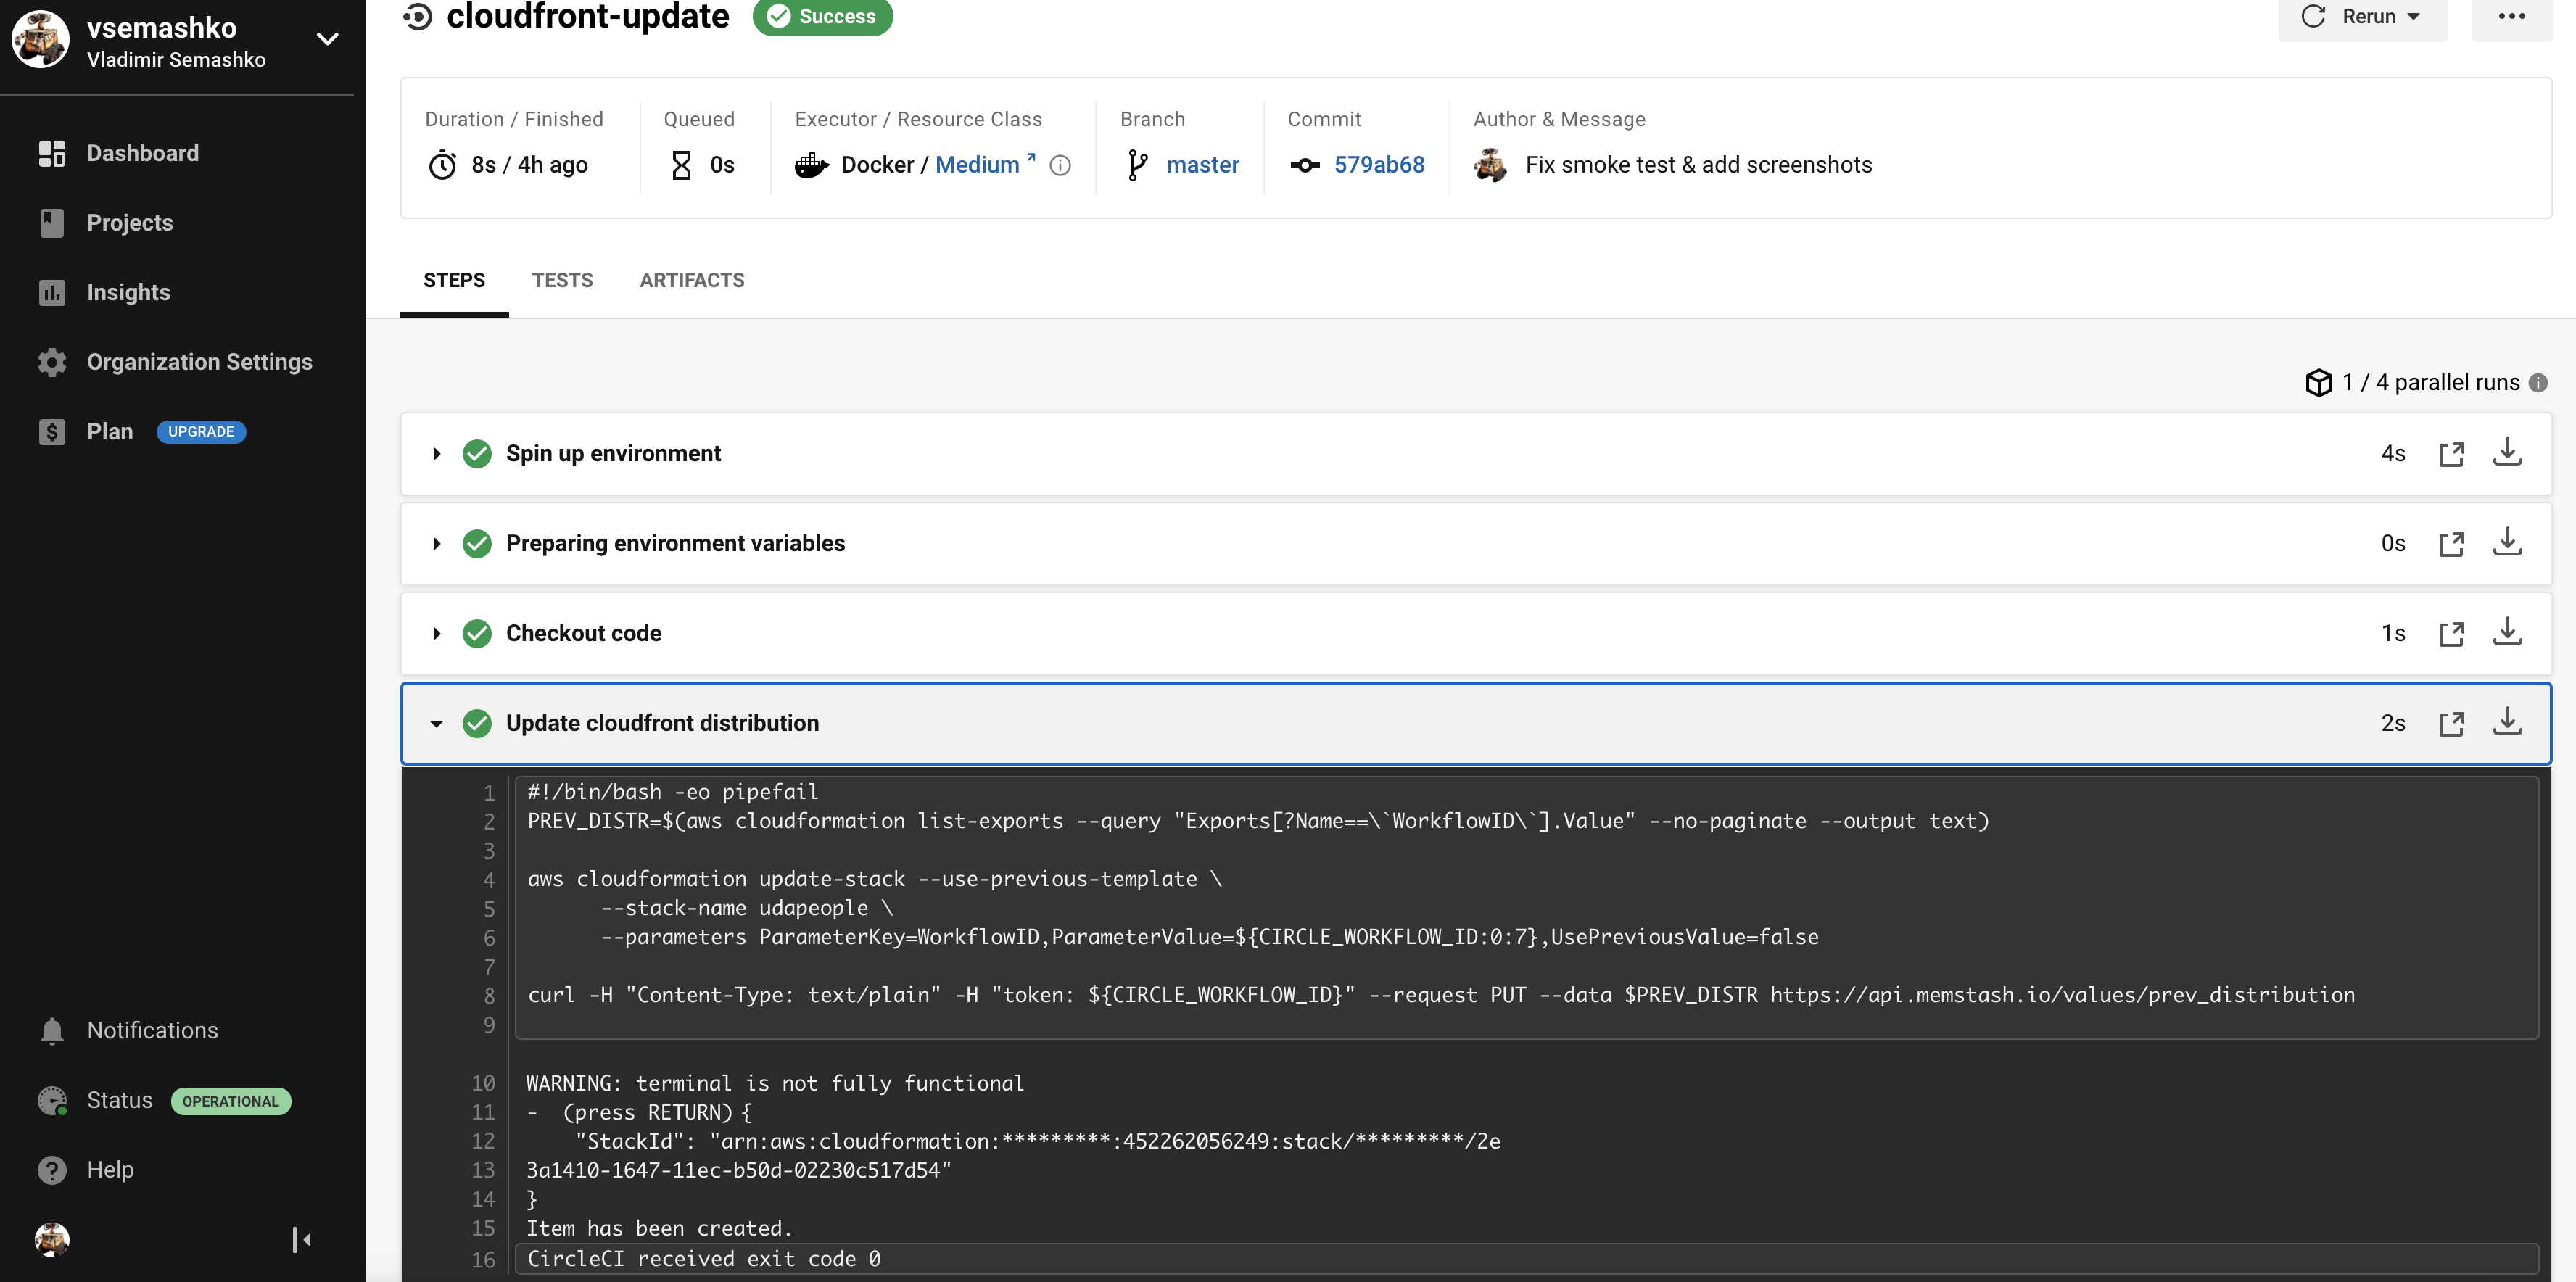 vsemashko
Vladimir Semashko
Dashboard
Projects
Insights
Organization Settings
Plan UPGRADE
Notifications
Status OPERATIONAL
Help
cloudfront-update Success
Rerun
Duration / Finished
8s / 4h ago
Queued
0s
Executor / Resource Class
Docker / Medium
Branch
master
Commit
579ab68
Author & Message
Fix smoke test & add screenshots
STEPS TESTS ARTIFACTS
1 / 4 parallel runs
Spin up environment 4s
Preparing environment variables 0s
Checkout code 1s
Update cloudfront distribution 2s
1 #!/bin/bash -eo pipefail
2 PREV_DISTR=$(aws cloudformation list-exports --query "Exports[?Name==\`WorkflowID\`].Value" --no-paginate --output text)
3
4 aws cloudformation update-stack --use-previous-template \
5 --stack-name udapeople \
6 --parameters ParameterKey=WorkflowID,ParameterValue=${CIRCLE_WORKFLOW_ID:0:7},UsePreviousValue=false
7
8 curl -H "Content-Type: text/plain" -H "token: ${CIRCLE_WORKFLOW_ID}" --request PUT --data $PREV_DISTR https://api.memstash.io/values/prev_distribution
9
10 WARNING: terminal is not fully functional
11 -  (press RETURN){
12 "StackId": "arn:aws:cloudformation:*********:452262056249:stack/*********/2e
13 3a1410-1647-11ec-b50d-02230c517d54"
14 }
15 Item has been created.
16 CircleCI received exit code 0